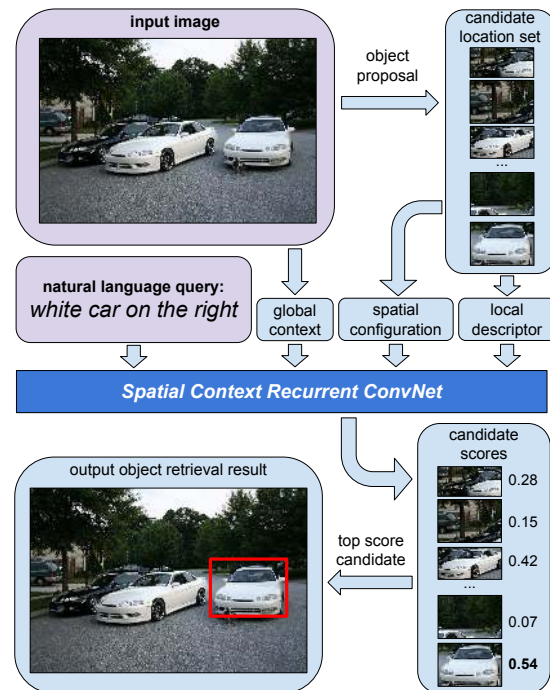 input image
object
proposal
candidate
location set
...
natural language query:
white car on the right
global
context
spatial
configuration
local
descriptor
Spatial Context Recurrent ConvNet
output object retrieval result
top score
candidate
candidate
scores
0.28
0.15
0.42
...
0.07
0.54